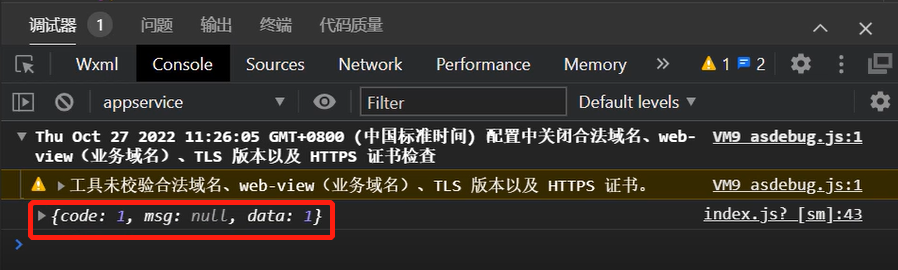 调试器 1 问题 输出 终端 代码质量
Wxml Console Sources Network Performance Memory » 1 2
appservice ▼ Filter Default levels ▼
▼ Thu Oct 27 2022 11:26:05 GMT+0800 (中国标准时间) 配置中关闭合法域名、web- VM9 asdebug.js:1
view（业务域名）、TLS 版本以及 HTTPS 证书检查
▶ 工具未校验合法域名、web-view（业务域名）、TLS 版本以及 HTTPS 证书。 VM9 asdebug.js:1
▶ {code: 1, msg: null, data: 1} index.js? [sm]:43
>